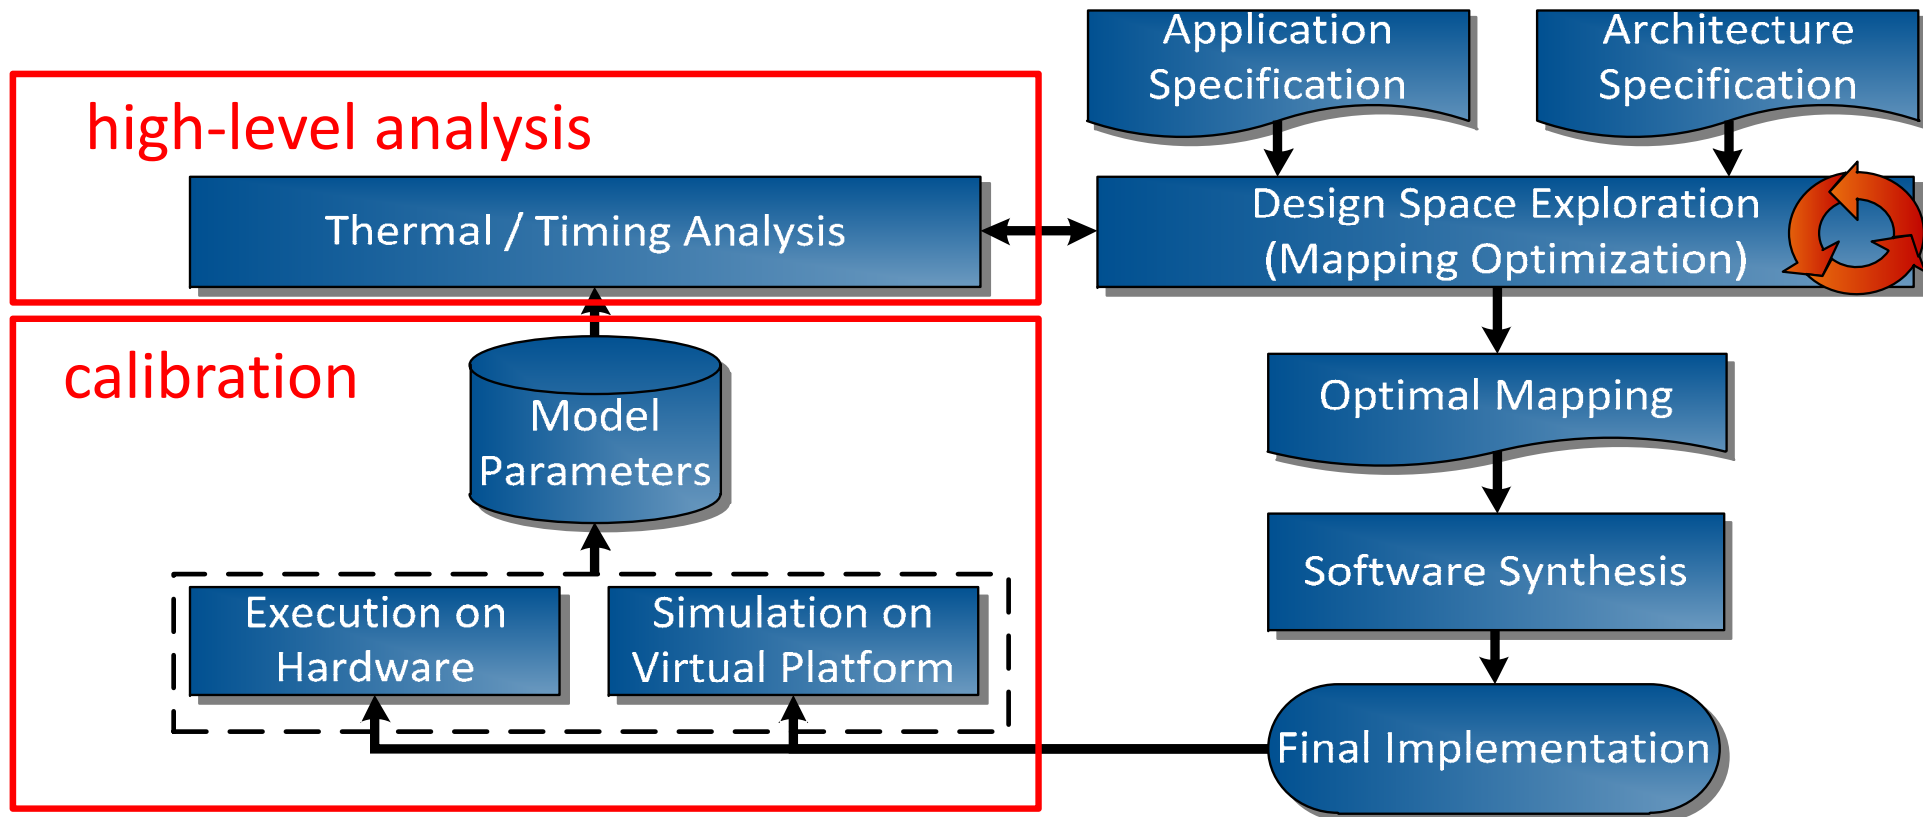 Application
Specification
Architecture
Specification
high-level analysis
Thermal / Timing Analysis
Design Space Exploration
(Mapping Optimization)
calibration
Model
Parameters
Optimal Mapping
Execution on
Hardware
Simulation on
Virtual Platform
Software Synthesis
Final Implementation